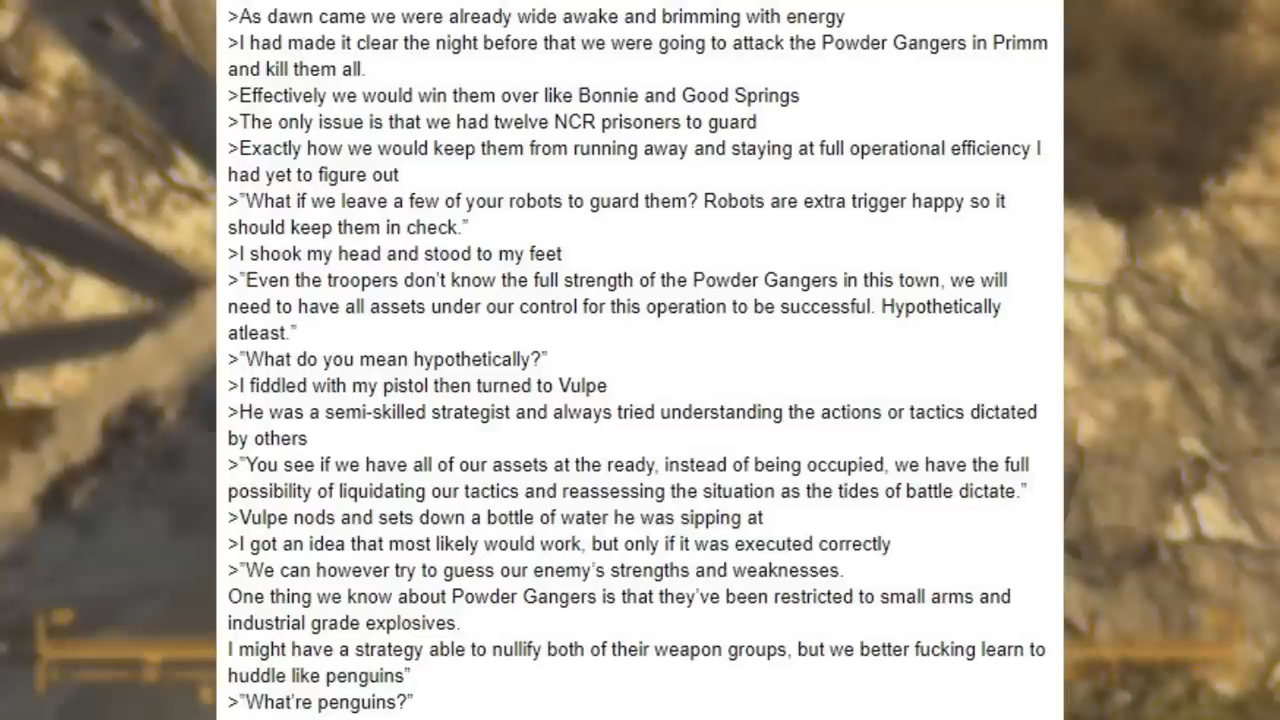 >As dawn came we were already wide awake and brimming with energy
>I had made it clear the night before that we were going to attack the Powder Gangers in Primm
and kill them all.
>Effectively we would win them over like Bonnie and Good Springs
>The only issue is that we had twelve NCR prisoners to guard
>Exactly how we would keep them from running away and staying at full operational efficiency I
had yet to figure out
>"What if we leave a few of your robots to guard them? Robots are extra trigger happy so it
should keep them in check."
>I shook my head and stood to my feet
>"Even the troopers don't know the full strength of the Powder Gangers in this town, we will
need to have all assets under our control for this operation to be successful. Hypothetically
atleast."
>"What do you mean hypothetically?"
>I fiddled with my pistol then turned to Vulpe
>He was a semi-skilled strategist and always tried understanding the actions or tactics dictated
by others
>"You see if we have all of our assets at the ready, instead of being occupied, we have the full
possibility of liquidating our tactics and reassessing the situation as the tides of battle dictate."
>Vulpe nods and sets down a bottle of water he was sipping at
>I got an idea that most likely would work, but only if it was executed correctly
>"We can however try to guess our enemy's strengths and weaknesses.
One thing we know about Powder Gangers is that they've been restricted to small arms and
industrial grade explosives.
I might have a strategy able to nullify both of their weapon groups, but we better fucking learn to
huddle like penguins"
>"What're penguins?"